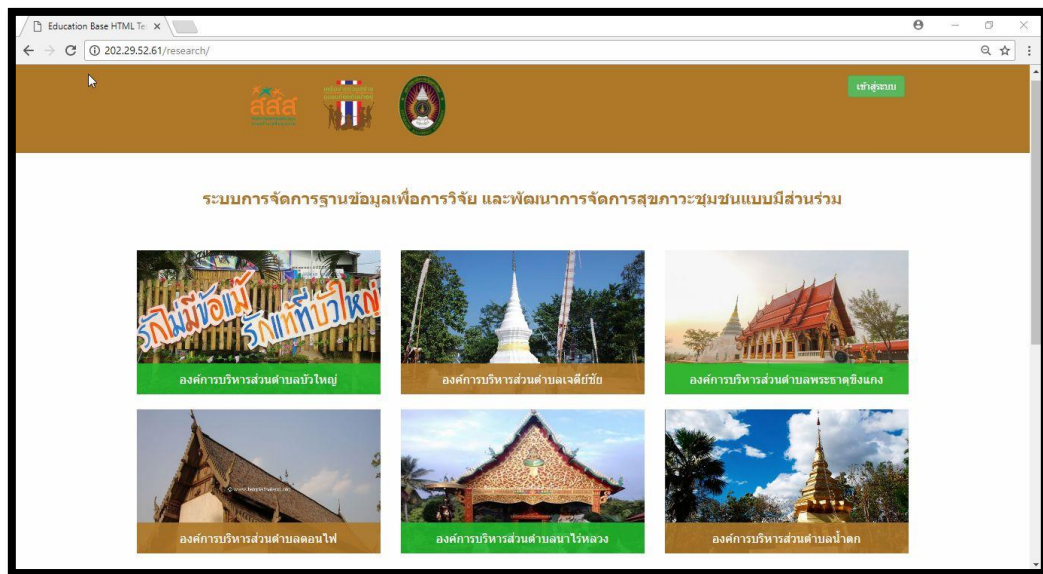 Education Base HTML Te
202.29.52.61/research/
สสส
เข้าสู่ระบบ
ระบบการจัดการฐานข้อมูลเพื่อการวิจัย และพัฒนาการจัดการสุขภาวะชุมชนแบบมีส่วนร่วม
รักไม่มีข้อแม้
รักแท้ที่บัวใหญ่
องค์การบริหารส่วนตำบลบัวใหญ่
องค์การบริหารส่วนตำบลเจดีย์ชัย
องค์การบริหารส่วนตำบลพระธาตุขิงแกง
องค์การบริหารส่วนตำบลดอนไฟ
องค์การบริหารส่วนตำบลนาไร่หลวง
องค์การบริหารส่วนตำบลน้ำตก